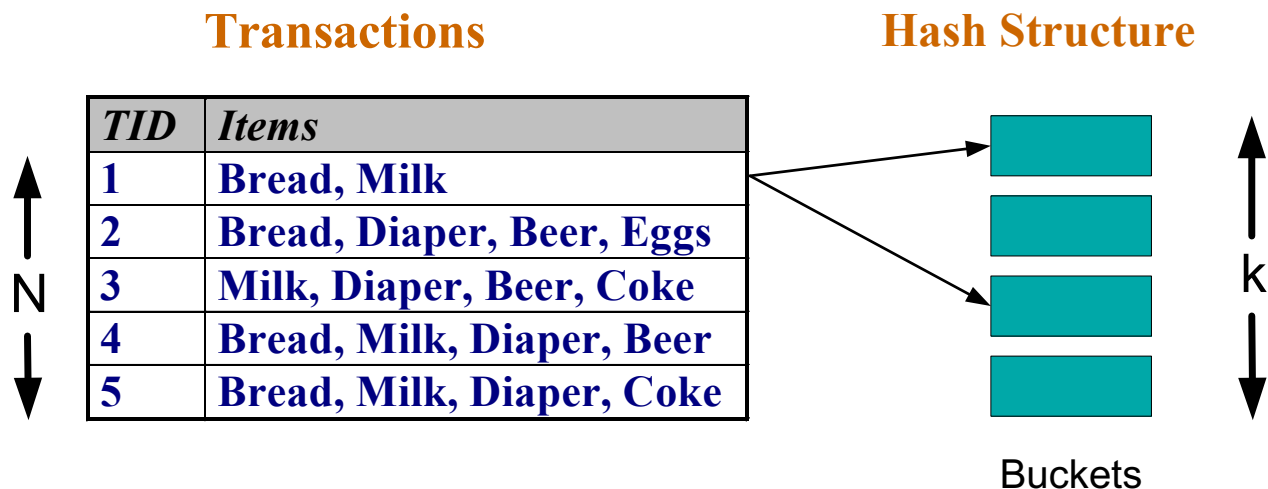 Transactions
Hash Structure
TID Items
1 Bread, Milk
2 Bread, Diaper, Beer, Eggs
3 Milk, Diaper, Beer, Coke
4 Bread, Milk, Diaper, Beer
5 Bread, Milk, Diaper, Coke
N
k
Buckets